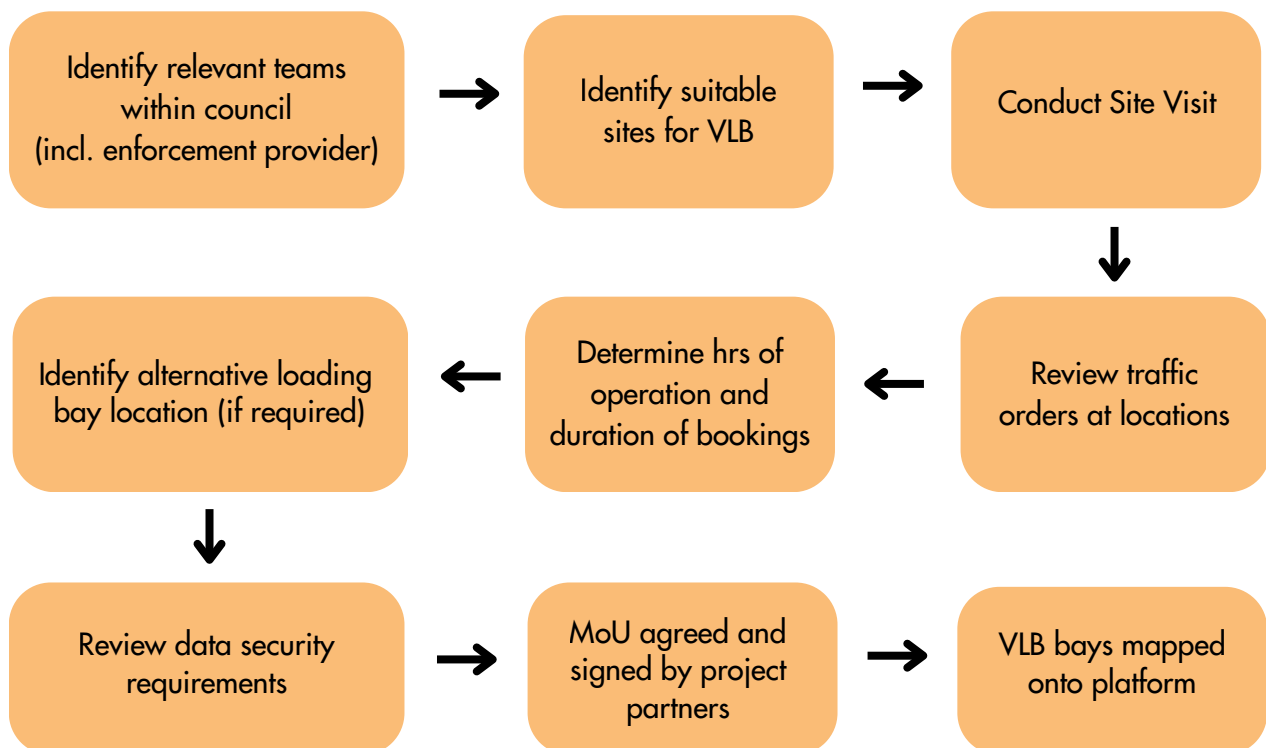 Identify relevant teams
within council
(incl. enforcement provider)
Identify suitable
sites for VLB
Conduct Site Visit
Review traffic
orders at locations
Determine hrs of
operation and
duration of bookings
Identify alternative loading
bay location (if required)
Review data security
requirements
MoU agreed and
signed by project
partners
VLB bays mapped
onto platform